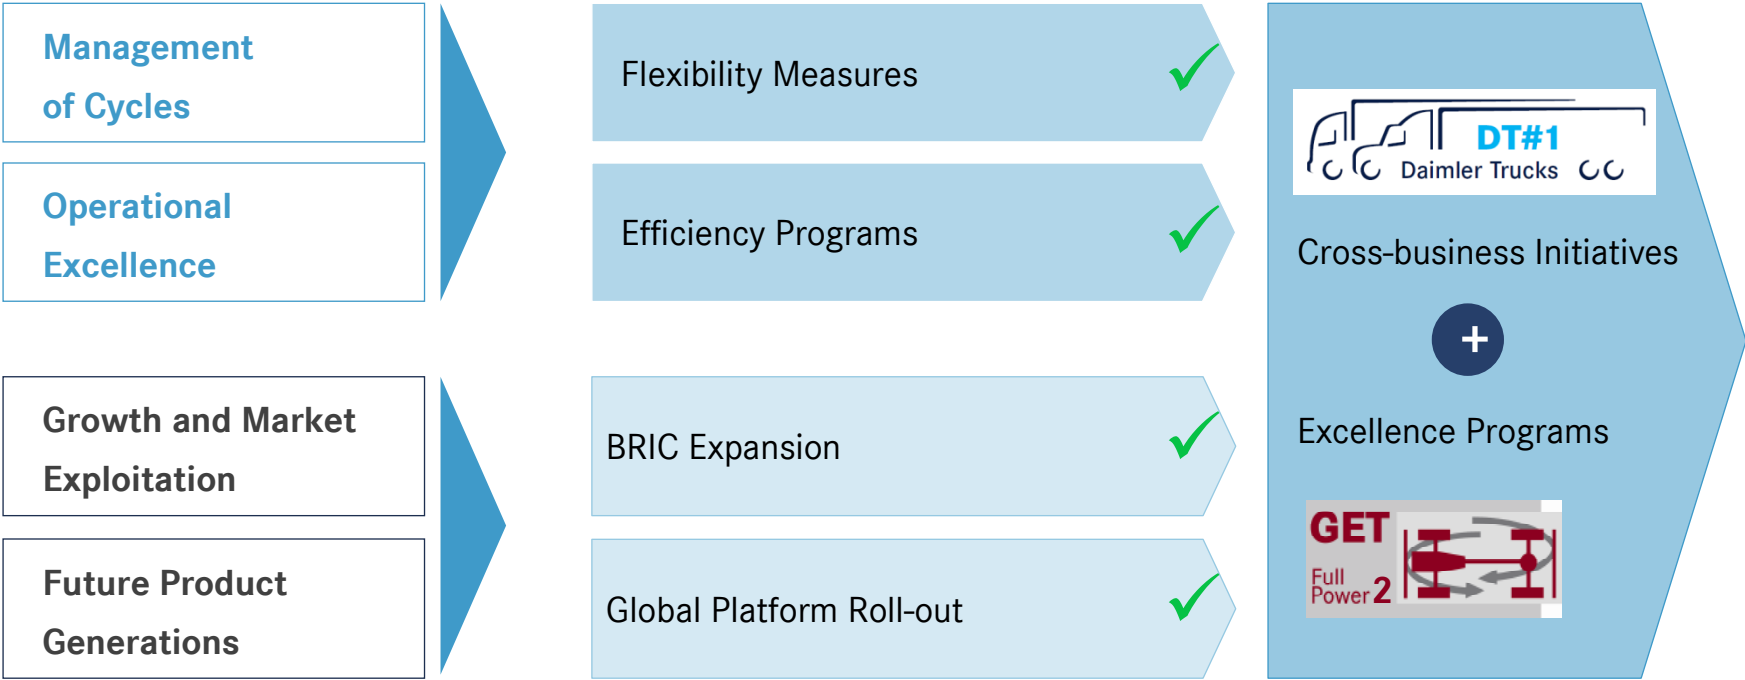 Management
of Cycles
Flexibility Measures
Operational
Excellence
Efficiency Programs
Growth and Market
Exploitation
BRIC Expansion
Future Product
Generations
Global Platform Roll-out
DT#1
Daimler Trucks
Cross-business Initiatives
+
Excellence Programs
GET
Full
Power 2